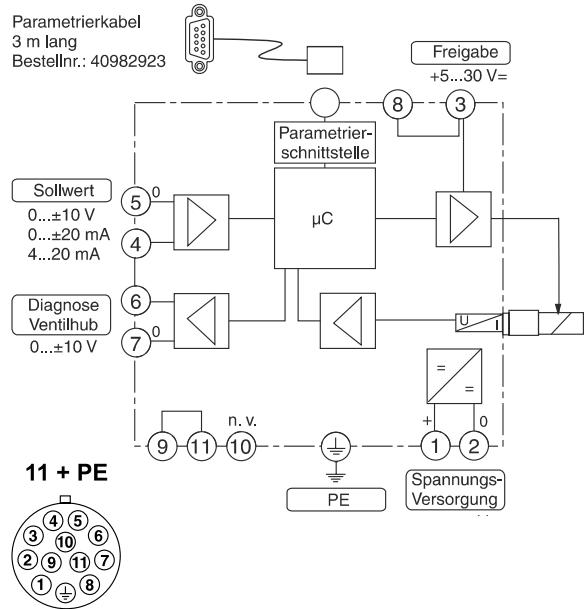 Parametrierkabel
3 m lang
Bestellnr.: 40982923
Freigabe
+5...30 V=
8
3
Parametrier-
schnittstelle
Sollwert
0...±10 V
0...±20 mA
4...20 mA
5
0
4
µC
6
Diagnose
Ventilhub
0...±10 V
7
0
U
I
=
=
+
0
n. v.
9
11
10
1
2
PE
Spannungs-
Versorgung
11 + PE
4
5
3
10
6
2
9
11
7
1
8